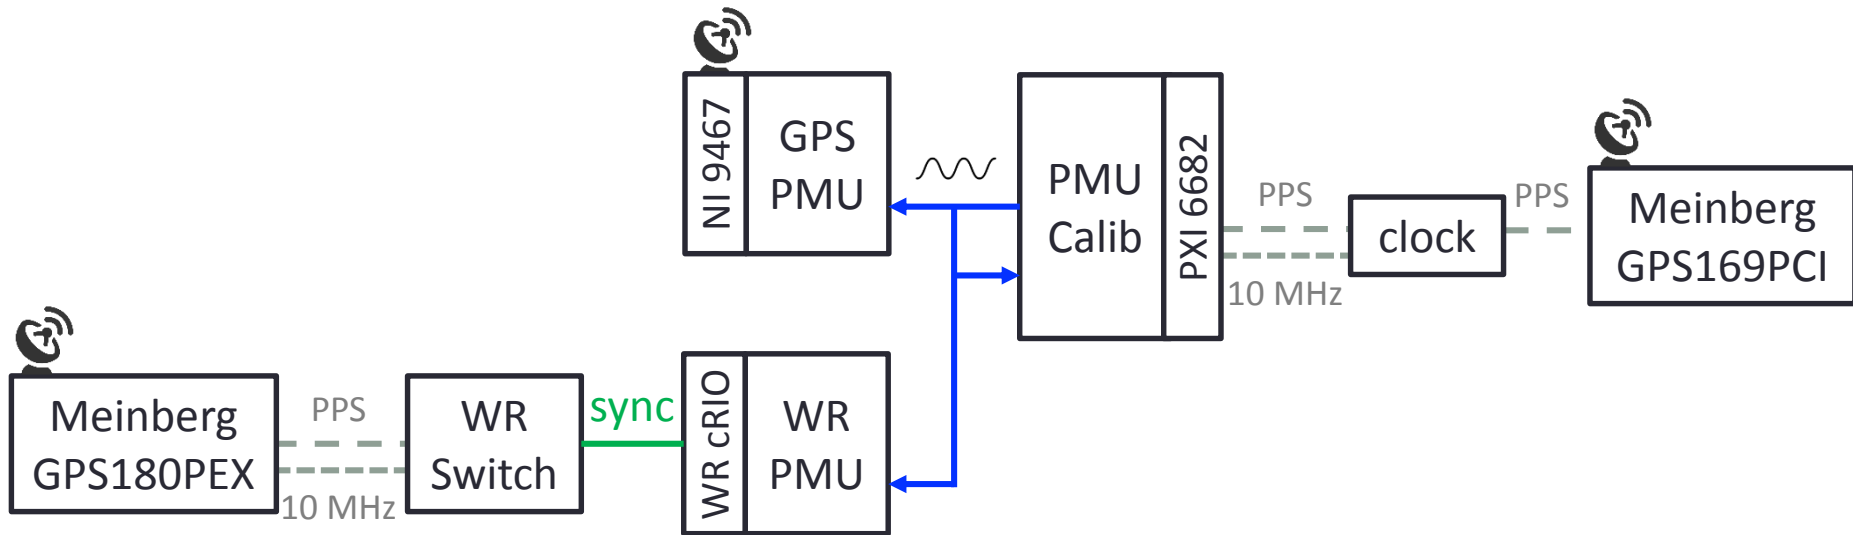 NI 9467
GPS
PMU
PMU
Calib
PXI 6682
PPS
10 MHz
clock
PPS
Meinberg
GPS169PCI
Meinberg
GPS180PEX
PPS
10 MHz
WR
Switch
sync
WR cRIO
WR
PMU